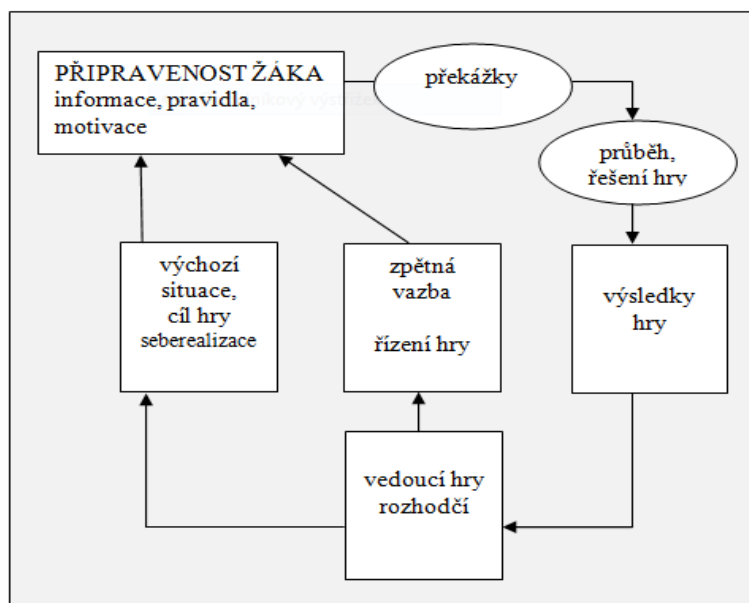 PŘIPRAVENOST ŽÁKA
informace, pravidla,
motivace
překážky
průběh,
řešení hry
výchozí
situace,
cíl hry
seberealizace
zpětná
vazba
řízení hry
výsledky
hry
vedoucí hry
rozhodčí